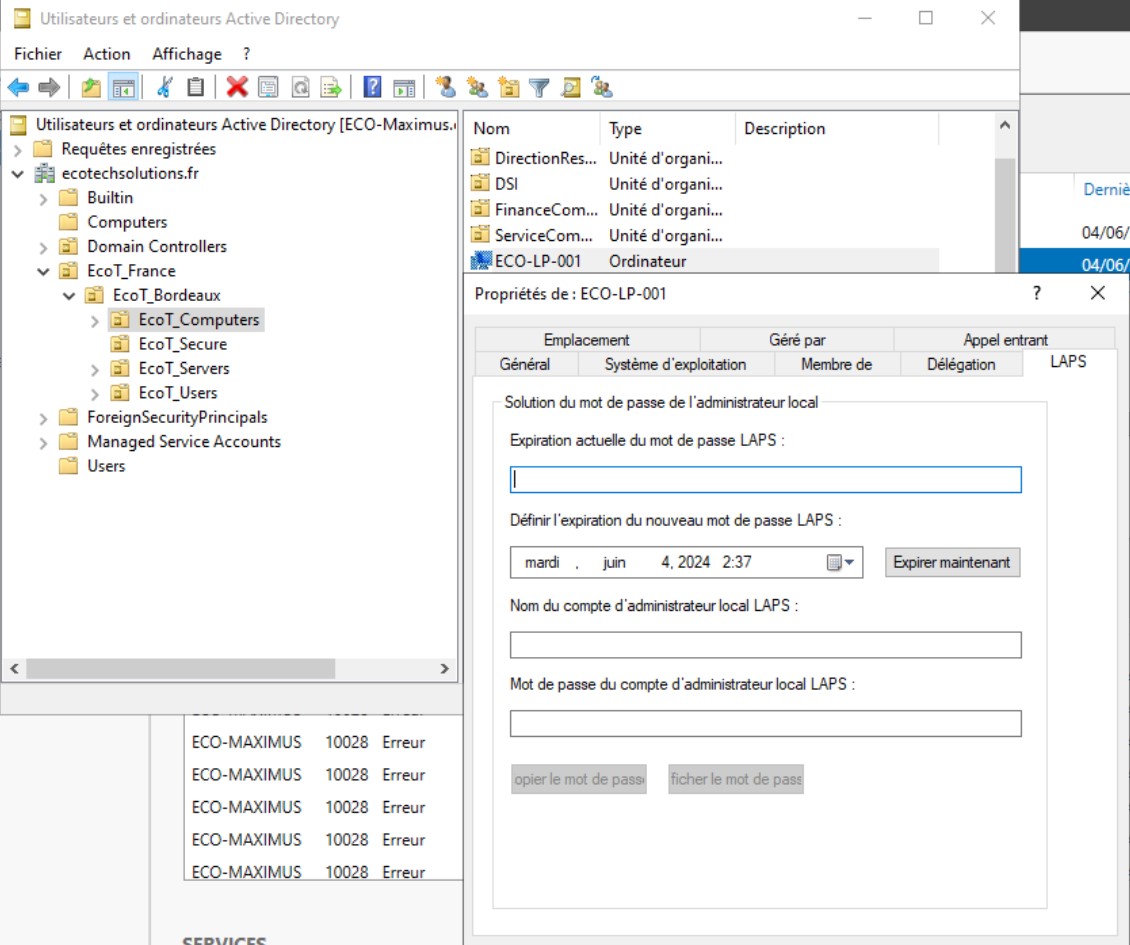 Utilisateurs et ordinateurs Active Directory
Fichier Action Affichage ?
Utilisateurs et ordinateurs Active Directory [ECO-Maximus.
Requêtes enregistrées
ecotechsolutions.fr
Builtin
Computers
Domain Controllers
EcoT_France
EcoT_Bordeaux
EcoT_Computers
EcoT_Secure
EcoT_Servers
EcoT_Users
ForeignSecurityPrincipals
Managed Service Accounts
Users
Nom Type Description
DirectionRes... Unité d'organi...
DSI Unité d'organi...
FinanceCom... Unité d'organi...
ServiceCom... Unité d'organi...
ECO-LP-001 Ordinateur
Derniè
04/06/
04/06/
Propriétés de : ECO-LP-001 ?
Emplacement Géré par Appel entrant
Général Système d'exploitation Membre de Délégation LAPS
Solution du mot de passe de l'administrateur local
Expiration actuelle du mot de passe LAPS :
Définir l'expiration du nouveau mot de passe LAPS :
mardi , juin 4, 2024 2:37 Expirer maintenant
Nom du compte d'administrateur local LAPS :
Mot de passe du compte d'administrateur local LAPS :
opier le mot de passe ficher le mot de pass
ECO-MAXIMUS 10028 Erreur
ECO-MAXIMUS 10028 Erreur
ECO-MAXIMUS 10028 Erreur
ECO-MAXIMUS 10028 Erreur
ECO-MAXIMUS 10028 Erreur
SERVICES